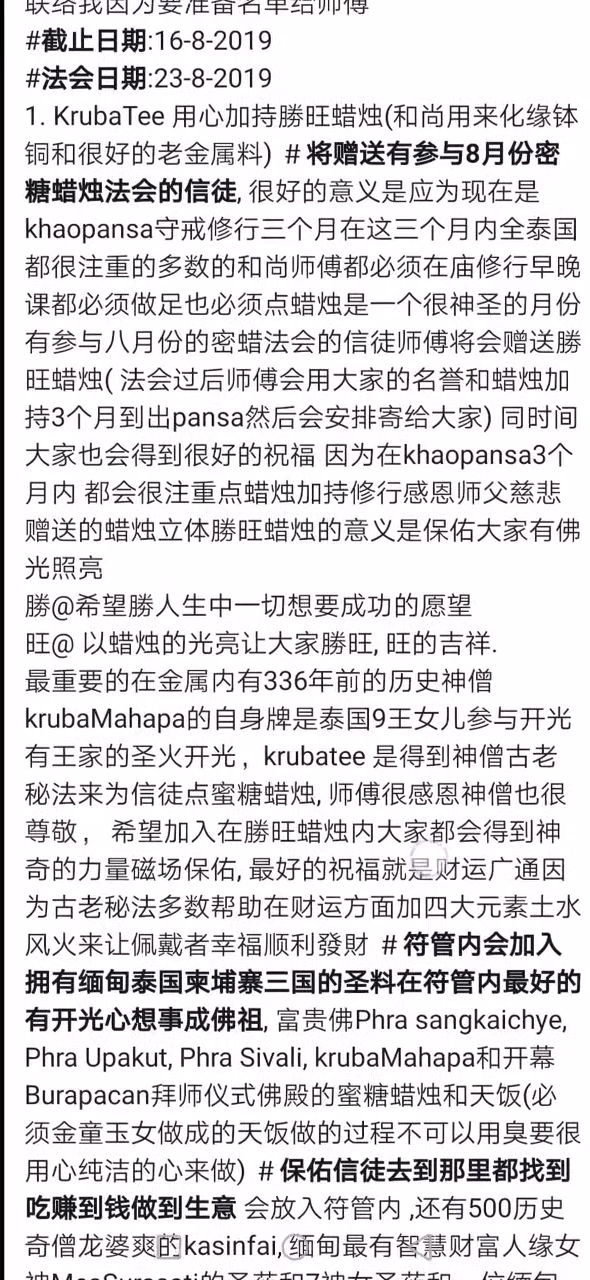 联络我因为要准备名单给师傅
#截止日期:16-8-2019
#法会日期:23-8-2019
1. KrubaTee 用心加持勝旺蜡烛(和尚用来化缘钵
铜和很好的老金属料) #将赠送有参与8月份密
糖蜡烛法会的信徒, 很好的意义是应为现在是
khaopansa守戒修行三个月在这三个月内全泰国
都很注重的多数的和尚师傅都必须在庙修行早晚
课都必须做足也必须点蜡烛是一个很神圣的月份
有参与八月份的密蜡法会的信徒师傅将会赠送勝
旺蜡烛( 法会过后师傅会用大家的名誉和蜡烛加
持3个月到出pansa然后会安排寄给大家) 同时间
大家也会得到很好的祝福 因为在khaopansa3个
月内 都会很注重点蜡烛加持修行感恩师父慈悲
赠送的蜡烛立体勝旺蜡烛的意义是保佑大家有佛
光照亮
勝@希望勝人生中一切想要成功的愿望
旺@ 以蜡烛的光亮让大家勝旺, 旺的吉祥.
最重要的在金属内有336年前的历史神僧
krubaMahapa的自身牌是泰国9王女儿参与开光
有王家的圣火开光，krubatee 是得到神僧古老
秘法来为信徒点蜜糖蜡烛, 师傅很感恩神僧也很
尊敬， 希望加入在勝旺蜡烛内大家都会得到神
奇的力量磁场保佑, 最好的祝福就是财运广通因
为古老秘法多数帮助在财运方面加四大元素土水
风火来让佩戴者幸福顺利發財 #符管内会加入
拥有缅甸泰国柬埔寨三国的圣料在符管内最好的
有开光心想事成佛祖, 富贵佛Phra sangkaichye,
Phra Upakut, Phra Sivali, krubaMahapa和开幕
Burapacan拜师仪式佛殿的蜜糖蜡烛和天饭(必
须金童玉女做成的天饭做的过程不可以用臭要很
用心纯洁的心来做) #保佑信徒去到那里都找到
吃赚到钱做到生意 会放入符管内 ,还有500历史
奇僧龙婆爽的kasinfai, 缅甸最有智慧财富人缘女